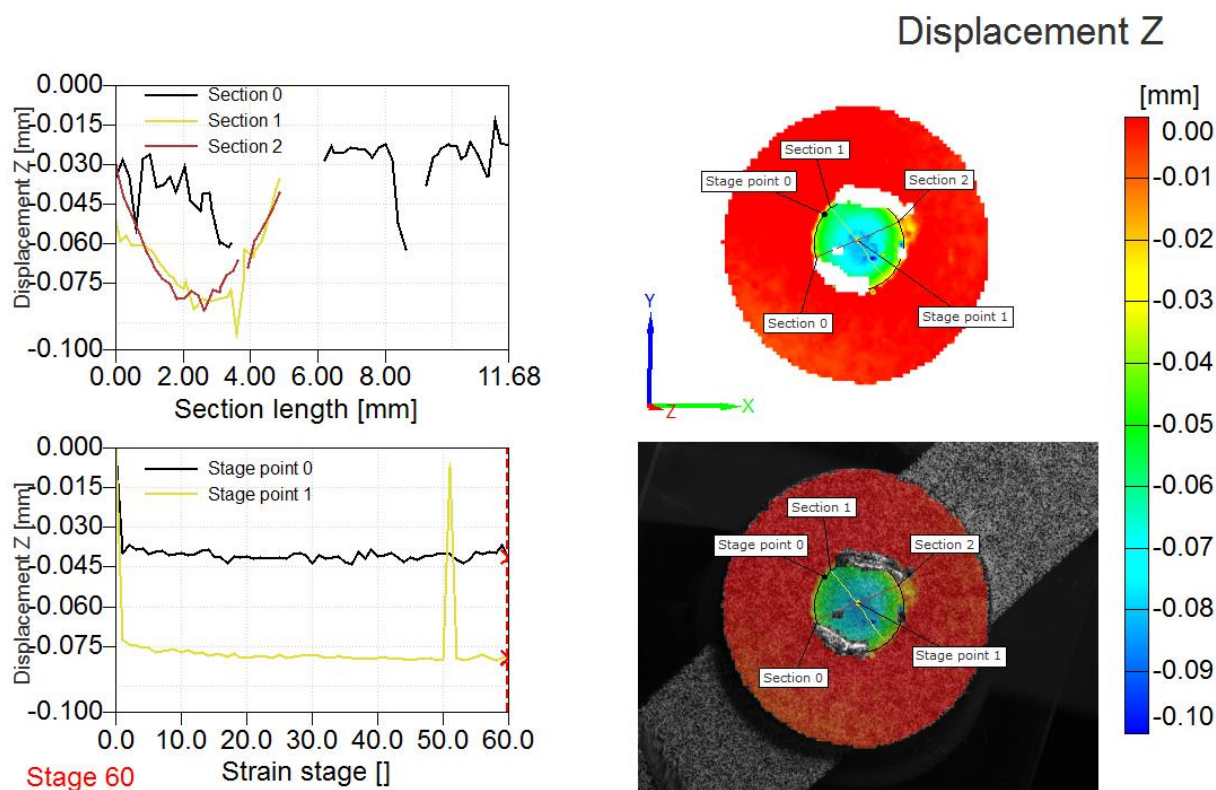 Displacement Z
0.000
-0.015
-0.030
-0.045
-0.060
-0.075
-0.100
Displacement Z [mm]
Section 0
Section 1
Section 2
0.00 2.00 4.00 6.00 8.00 11.68
Section length [mm]
0.000
-0.015
-0.030
-0.045
-0.060
-0.075
-0.100
Displacement Z [mm]
Stage point 0
Stage point 1
0.0 10.0 20.0 30.0 40.0 50.0 60.0
Strain stage []
Stage 60
Section 1
Stage point 0
Section 2
Section 0
Stage point 1
Y
Z
X
Section 1
Stage point 0
Section 2
Section 0
Stage point 1
[mm]
0.00
-0.01
-0.02
-0.03
-0.04
-0.05
-0.06
-0.07
-0.08
-0.09
-0.10